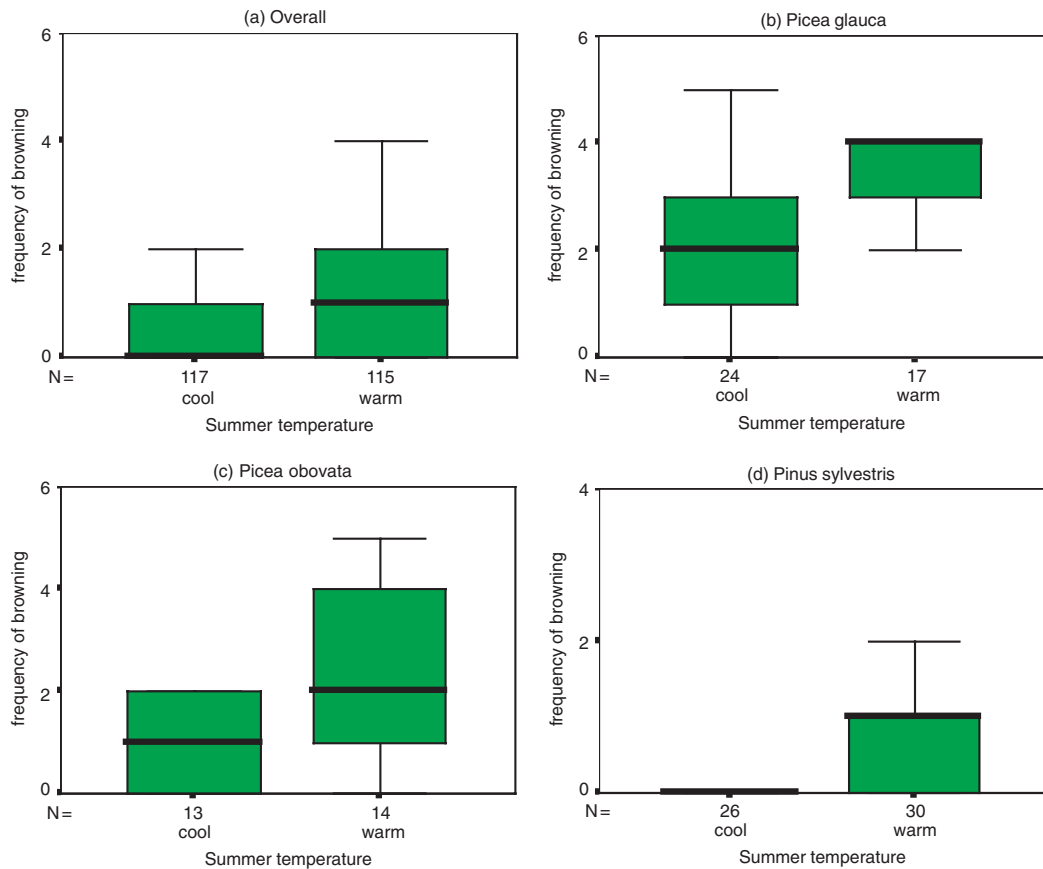 (a) Overall
frequency of browning
6
4
2
0
N= 117 115
cool warm
Summer temperature
(b) Picea glauca
frequency of browning
6
4
2
0
N= 24 17
cool warm
Summer temperature
(c) Picea obovata
frequency of browning
6
4
2
0
N= 13 14
cool warm
Summer temperature
(d) Pinus sylvestris
frequency of browning
4
2
0
N= 26 30
cool warm
Summer temperature